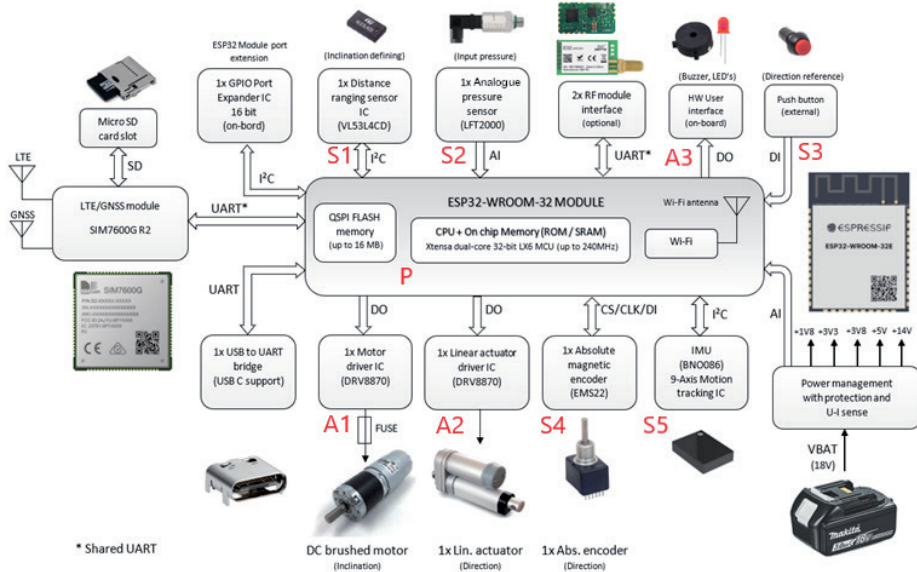 ESP32 Module port
extension
(Inclination defining)
(Input pressure)
(Buzzer, LED's)
(Direction reference)
Micro SD
card slot
1x GPIO Port
Expander IC
16 bit
(on-bord)
1x Distance
ranging sensor
IC
(VL53L4CD)
1x Analogue
pressure
sensor
(LFT2000)
2x RF module
interface
(optional)
HW User
interface
(on-board)
Push button
(external)
S1
S2
A3
S3
SD
I²C
I²C
AI
UART*
DO
DI
LTE
GNSS
LTE/GNSS module
SIM7600G R2
UART*
ESP32-WROOM-32 MODULE
QSPI FLASH
memory
(up to 16 MB)
CPU + On chip Memory (ROM / SRAM)
Xtensa dual-core 32-bit LX6 MCU (up to 240MHz)
Wi-Fi antenna
Wi-Fi
P
ESPRESSIF
ESP32-WROOM-32E
SIM7600G
UART
DO
DO
CS/CLK/DI
I²C
AI
+1V8
+3V3
+3V8
+5V
+14V
1x USB to UART
bridge
(USB C support)
1x Motor
driver IC
(DRV8870)
1x Linear actuator
driver IC
(DRV8870)
1x Absolute
magnetic
encoder
(EMS22)
IMU
(BNO086)
9-Axis Motion
tracking IC
Power management
with protection and
U-I sense
A1
A2
S4
S5
FUSE
VBAT
(18V)
makita
* Shared UART
DC brushed motor
(Inclination)
1x Lin. actuator
(Direction)
1x Abs. encoder
(Direction)